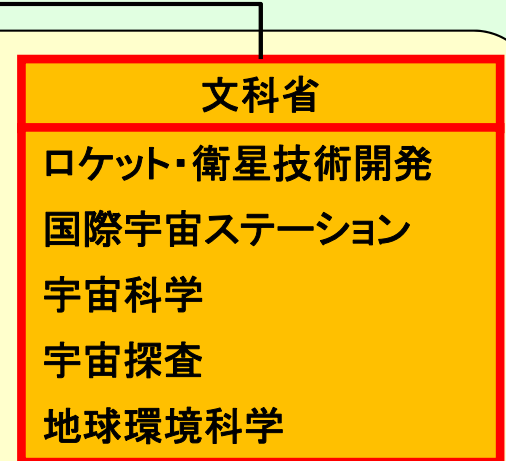 文科省
ロケット・衛星技術開発
国際宇宙ステーション
宇宙科学
宇宙探査
地球環境科学